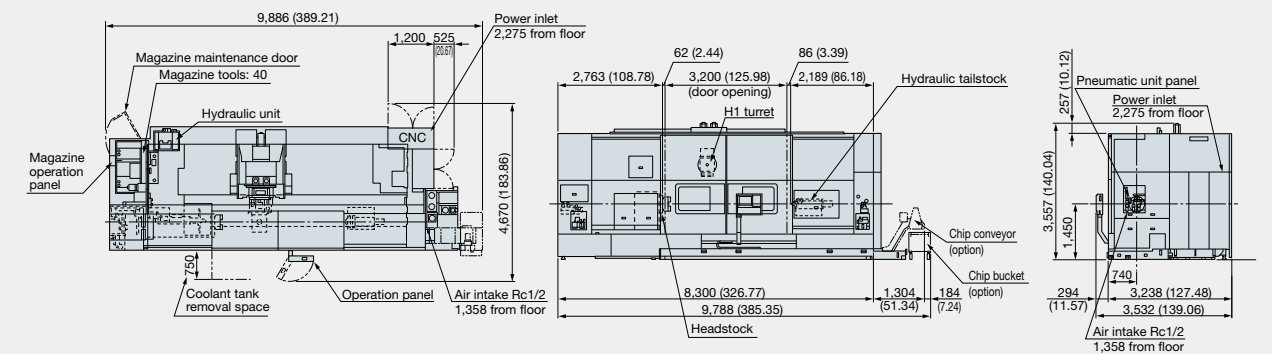 9,886 (389.21)
Power inlet
2,275 from floor
1,200
525
(20.67)
Magazine maintenance door
Magazine tools: 40
Hydraulic unit
CNC
Magazine
operation
panel
4,670 (183.86)
750
Coolant tank
removal space
Operation panel
Air intake Rc1/2
1,358 from floor
62 (2.44)
86 (3.39)
2,763 (108.78)
3,200 (125.98)
(door opening)
2,189 (86.18)
Hydraulic tailstock
H1 turret
Chip conveyor
(option)
Chip bucket
(option)
8,300 (326.77)
1,304
(51.34)
184
(7.24)
9,788 (385.35)
Headstock
257 (10.12)
Pneumatic unit panel
Power inlet
2,275 from floor
3,557 (140.04)
1,450
740
294
(11.57)
3,238 (127.48)
3,532 (139.06)
Air intake Rc1/2
1,358 from floor